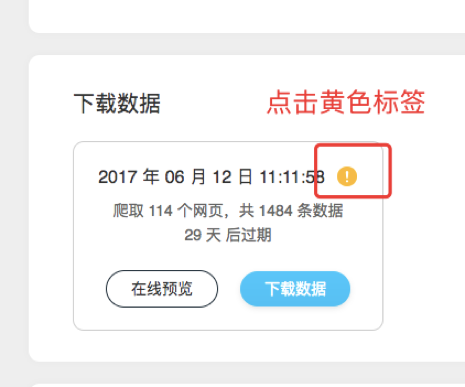 下载数据
点击黄色标签
2017 年 06 月 12 日 11:11:58
爬取 114 个网页，共 1484 条数据
29 天 后过期
在线预览
下载数据